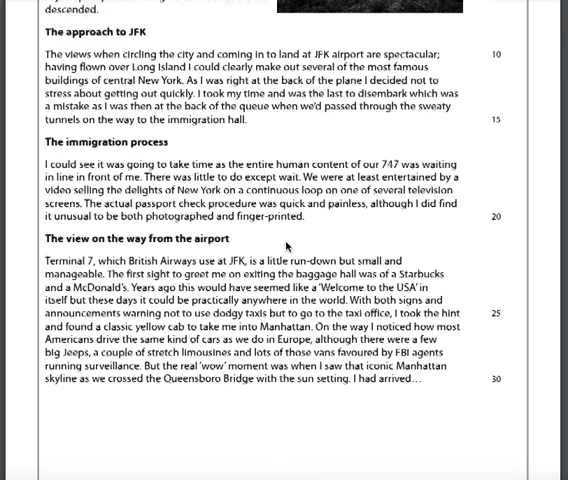 descended.
The approach to JFK
The views when circling the city and coming in to land at JFK airport are spectacular; 10
having flown over Long Island I could clearly make out several of the most famous
buildings of central New York. As I was right at the back of the plane I decided not to
stress about getting out quickly. I took my time and was the last to disembark which was
a mistake as I was then at the back of the queue when we'd passed through the sweaty
tunnels on the way to the immigration hall. 15
The immigration process
I could see it was going to take time as the entire human content of our 747 was waiting
in line in front of me. There was little to do except wait. We were at least entertained by a
video selling the delights of New York on a continuous loop on one of several television
screens. The actual passport check procedure was quick and painless, although I did find
it unusual to be both photographed and finger-printed. 20
The view on the way from the airport
Terminal 7, which British Airways use at JFK, is a little run-down but small and
manageable. The first sight to greet me on exiting the baggage hall was of a Starbucks
and a McDonald's. Years ago this would have seemed like a 'Welcome to the USA' in
itself but these days it could be practically anywhere in the world. With both signs and
announcements warning not to use dodgy taxis but to go to the taxi office, I took the hint 25
and found a classic yellow cab to take me into Manhattan. On the way I noticed how most
Americans drive the same kind of cars as we do in Europe, although there were a few
big Jeeps, a couple of stretch limousines and lots of those vans favoured by FBI agents
running surveillance. But the real 'wow' moment was when I saw that iconic Manhattan
skyline as we crossed the Queensboro Bridge with the sun setting. I had arrived… 30